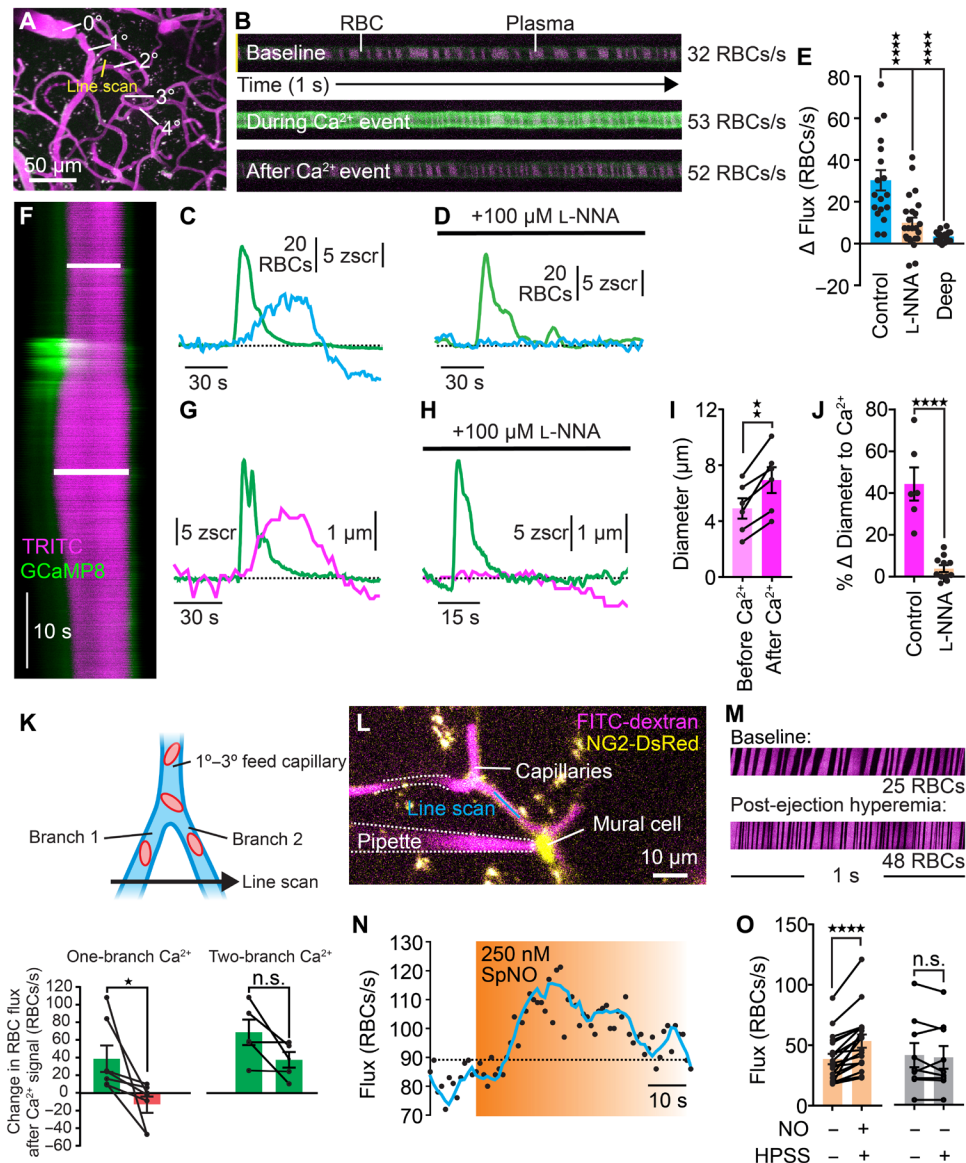 A
0°
1°
2°
Line scan
3°
4°
50 µm
B
RBC
Plasma
Baseline
32 RBCs/s
Time (1 s)
During Ca²⁺ event
53 RBCs/s
After Ca²⁺ event
52 RBCs/s
E
★★★★ ★★★★
Δ Flux (RBCs/s)
80
60
40
20
0
−20
Control
L-NNA
Deep
F
TRITC
GCaMP8
10 s
C
20
RBCs
5 zscr
30 s
D
+100 µM L-NNA
20
RBCs
5 zscr
30 s
G
5 zscr
1 µm
30 s
H
+100 µM L-NNA
5 zscr
1 µm
15 s
I
★★
Diameter (µm)
12
8
4
0
Before Ca²⁺
After Ca²⁺
J
★★★★
% Δ Diameter to Ca²⁺
80
60
40
20
0
Control
L-NNA
K
1º–3º feed capillary
Branch 1
Branch 2
Line scan
One-branch Ca²⁺
Two-branch Ca²⁺
★
n.s.
Change in RBC flux
after Ca²⁺ signal (RBCs/s)
120
100
80
60
40
20
0
−20
−40
−60
L
FITC-dextran
NG2-DsRed
Capillaries
Line scan
Mural cell
Pipette
10 µm
M
Baseline:
25 RBCs
Post-ejection hyperemia:
48 RBCs
1 s
N
250 nM
SpNO
Flux (RBCs/s)
130
120
110
100
90
80
70
10 s
O
★★★★
n.s.
Flux (RBCs/s)
150
100
50
0
NO − + − −
HPSS − + − +